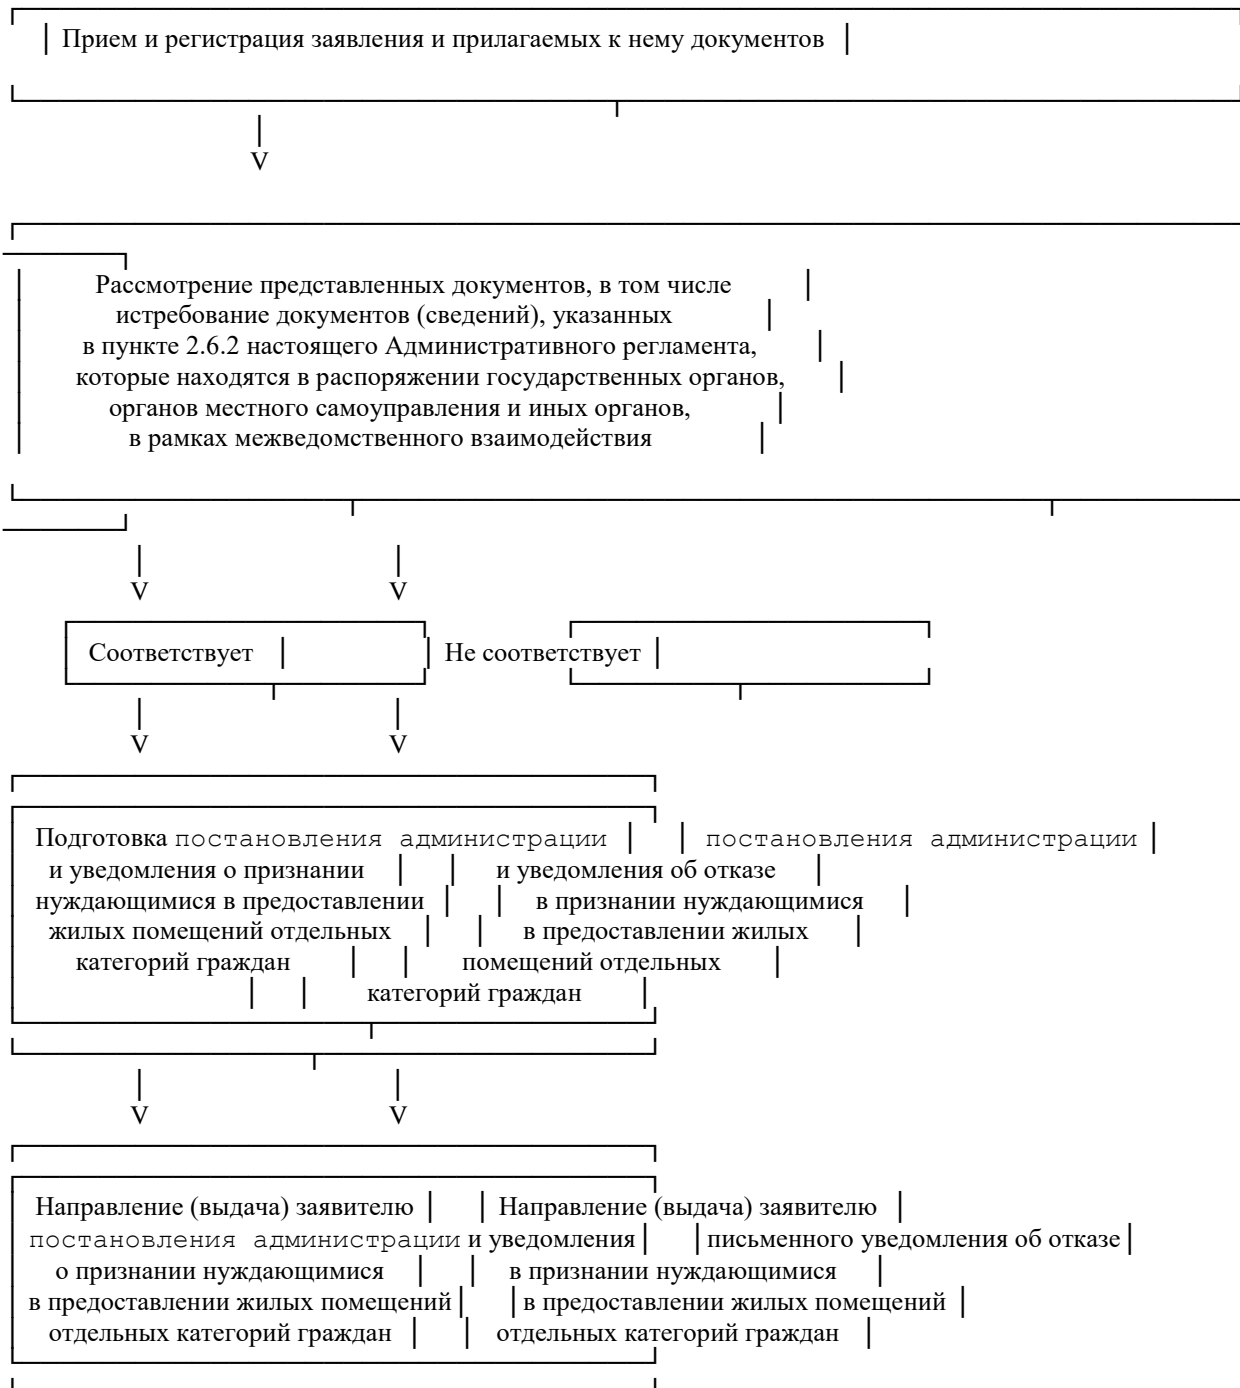 Прием и регистрация заявления и прилагаемых к нему документов
V
Рассмотрение представленных документов, в том числе
истребование документов (сведений), указанных
в пункте 2.6.2 настоящего Административного регламента,
которые находятся в распоряжении государственных органов,
органов местного самоуправления и иных органов,
в рамках межведомственного взаимодействия
V V
Соответствует Не соответствует
V V
Подготовка постановления администрации постановления администрации
и уведомления о признании и уведомления об отказе
нуждающимися в предоставлении в признании нуждающимися
жилых помещений отдельных в предоставлении жилых
категорий граждан помещений отдельных
категорий граждан
V V
Направление (выдача) заявителю Направление (выдача) заявителю
постановления администрации и уведомления письменного уведомления об отказе
о признании нуждающимися в признании нуждающимися
в предоставлении жилых помещений в предоставлении жилых помещений
отдельных категорий граждан отдельных категорий граждан